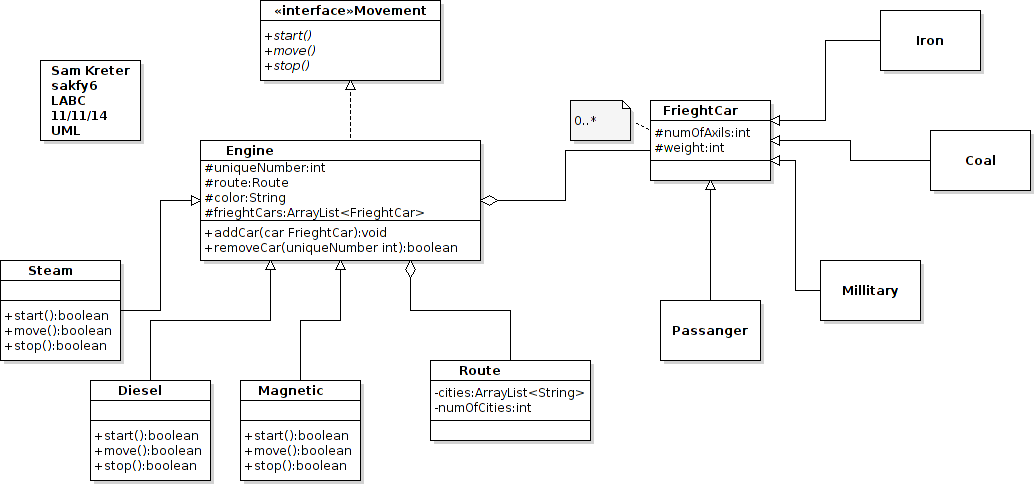 «interface»Movement
+start()
+move()
+stop()
Sam Kreter
sakfy6
LABC
11/11/14
UML
Iron
0..*
FrieghtCar
#numOfAxils:int
#weight:int
Coal
Engine
#uniqueNumber:int
#route:Route
#color:String
#frieghtCars:ArrayList<FrieghtCar>
+addCar(car FrieghtCar):void
+removeCar(uniqueNumber int):boolean
Steam
+start():boolean
+move():boolean
+stop():boolean
Millitary
Passanger
Diesel
+start():boolean
+move():boolean
+stop():boolean
Magnetic
+start():boolean
+move():boolean
+stop():boolean
Route
-cities:ArrayList<String>
-numOfCities:int